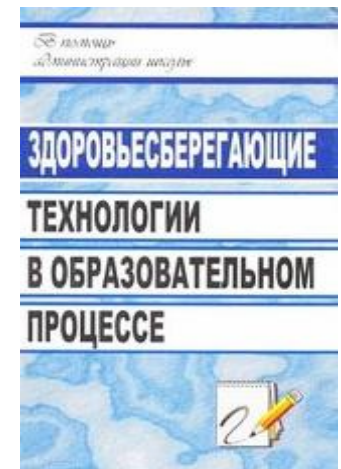 В помощь
администрации школы
ЗДОРОВЬЕСБЕРЕГАЮЩИЕ
ТЕХНОЛОГИИ
В ОБРАЗОВАТЕЛЬНОМ
ПРОЦЕССЕ